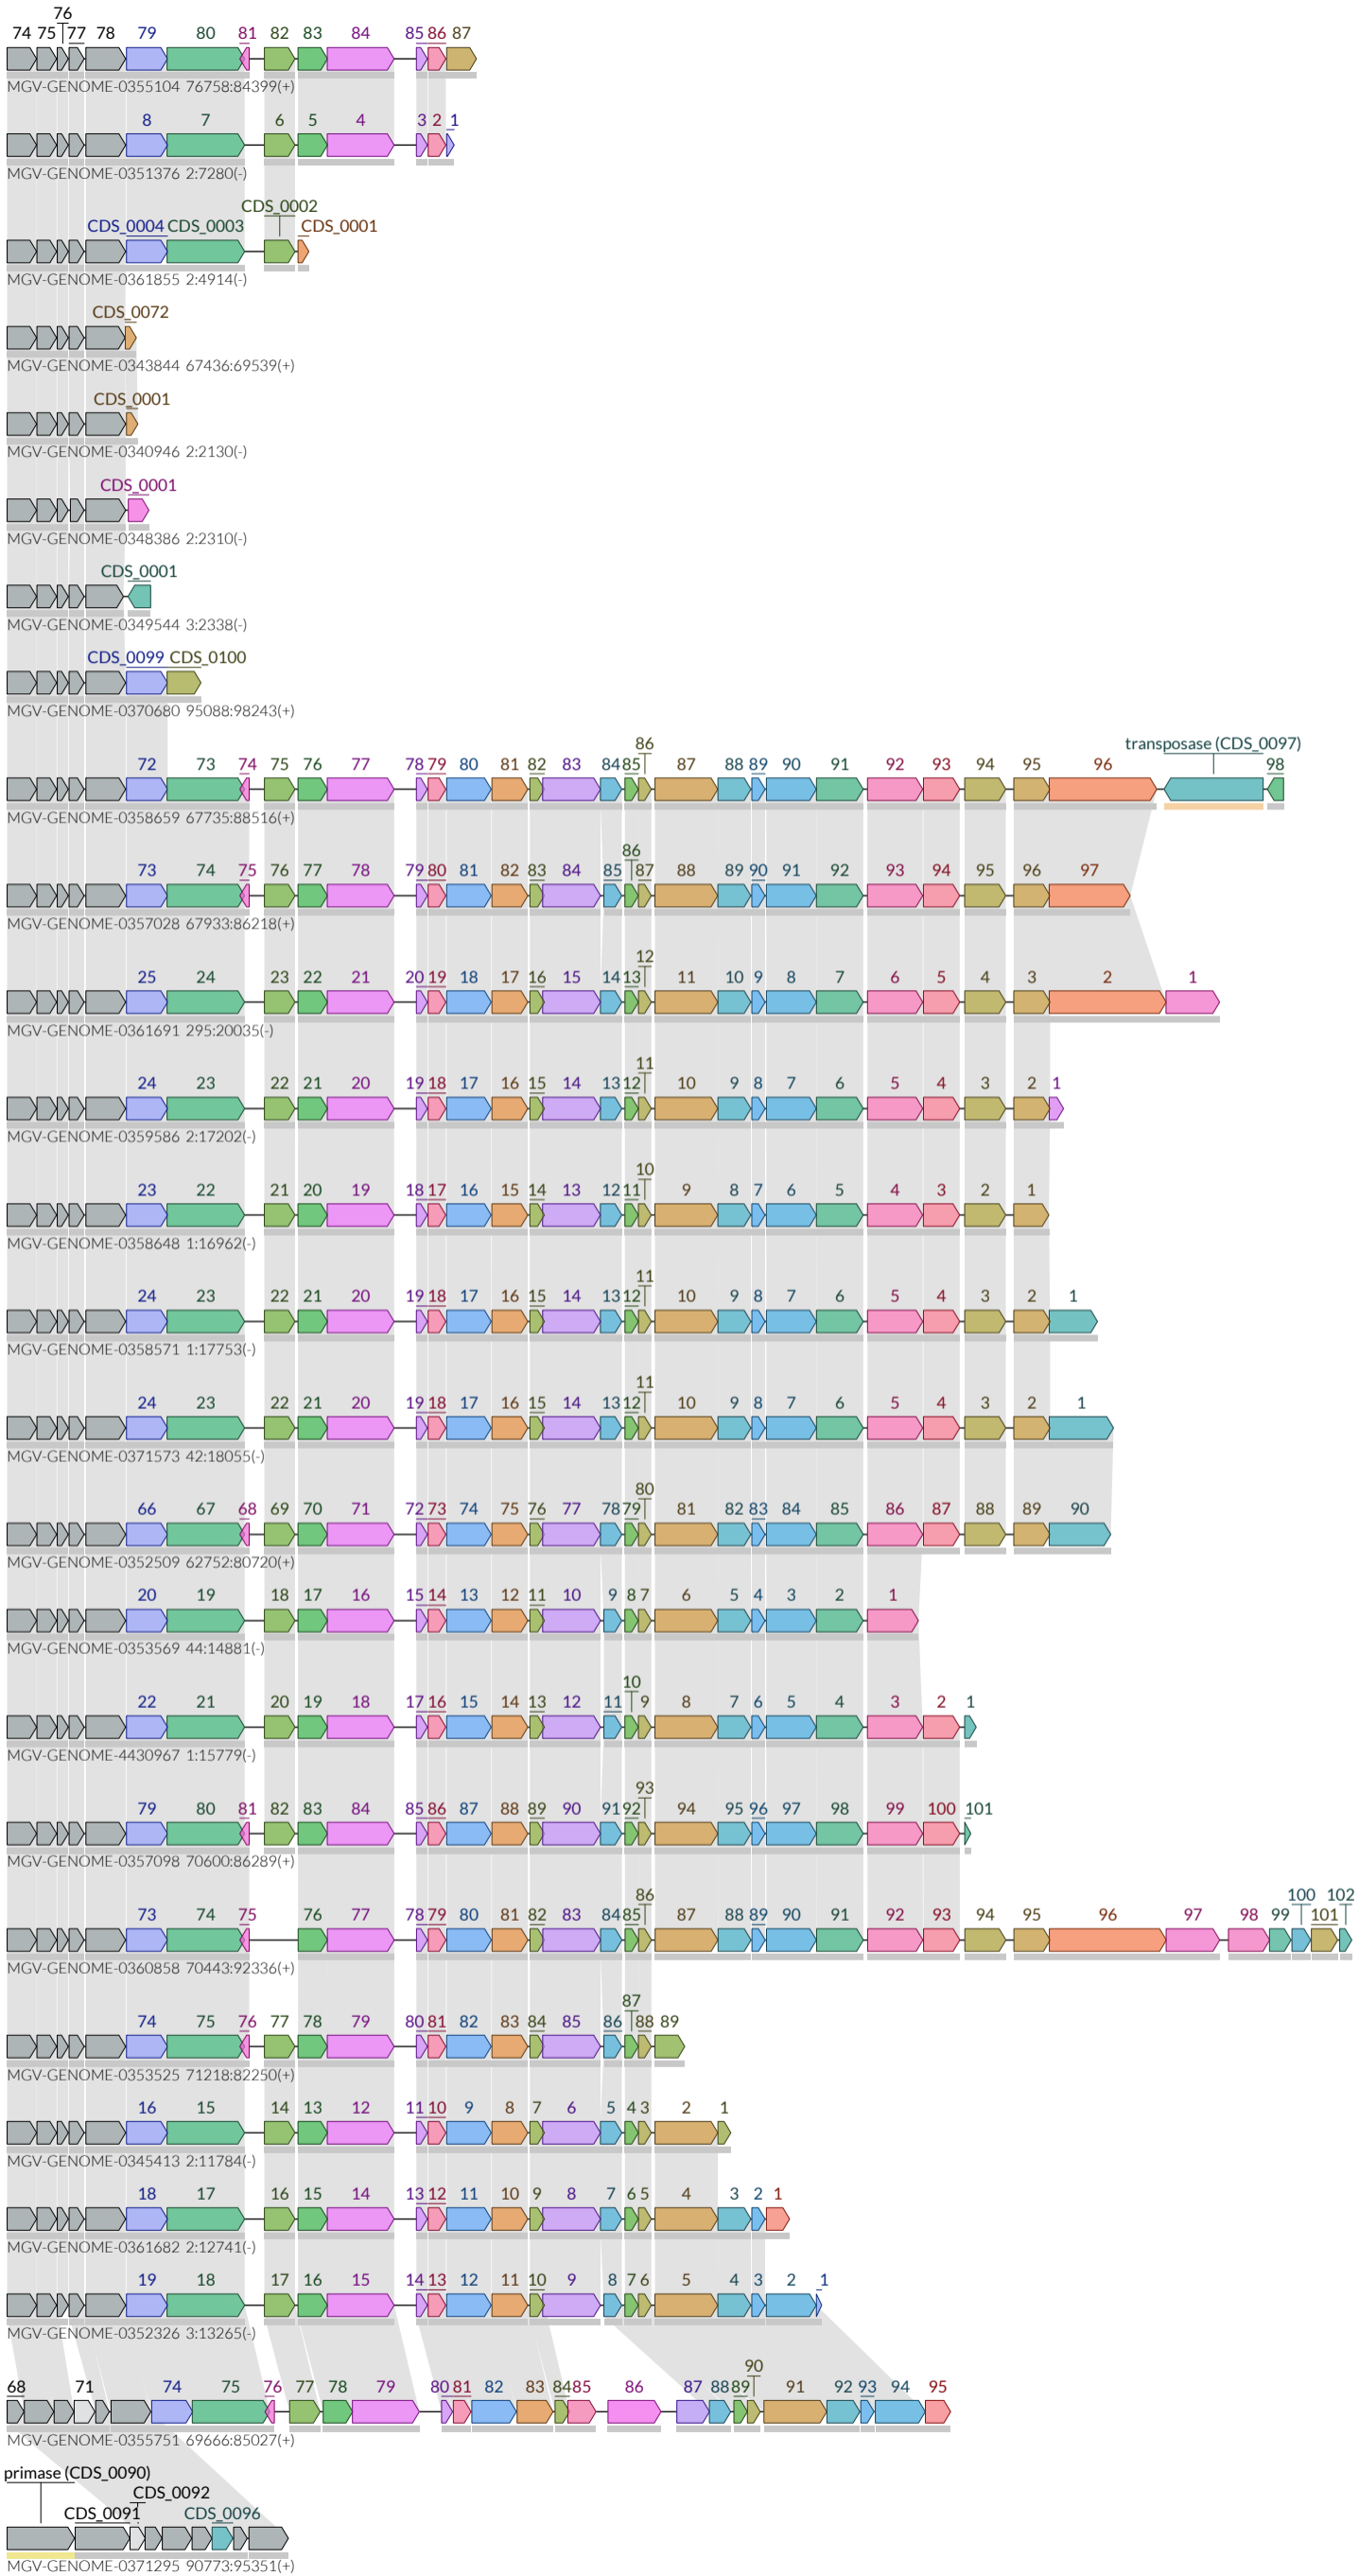 76
74 75 77 78 79 80 81 82 83 84 85 86 87
MGV-GENOME-0355104 76758:84399(+)
8 7 6 5 4 3 2 1
MGV-GENOME-0351376 2:7280(-)
CDS_0002
CDS_0004 CDS_0003 CDS_0001
MGV-GENOME-0361855 2:4914(-)
CDS_0072
MGV-GENOME-0343844 67436:69539(+)
CDS_0001
MGV-GENOME-0340946 2:2130(-)
CDS_0001
MGV-GENOME-0348386 2:2310(-)
CDS_0001
MGV-GENOME-0349544 3:2338(-)
CDS_0099 CDS_0100
MGV-GENOME-0370680 95088:98243(+)
86 transposase (CDS_0097)
72 73 74 75 76 77 78 79 80 81 82 83 84 85 87 88 89 90 91 92 93 94 95 96 98
MGV-GENOME-0358659 67735:88516(+)
86
73 74 75 76 77 78 79 80 81 82 83 84 85 87 88 89 90 91 92 93 94 95 96 97
MGV-GENOME-0357028 67933:86218(+)
12
25 24 23 22 21 20 19 18 17 16 15 14 13 11 10 9 8 7 6 5 4 3 2 1
MGV-GENOME-0361691 295:20035(-)
11
24 23 22 21 20 19 18 17 16 15 14 13 12 10 9 8 7 6 5 4 3 2 1
MGV-GENOME-0359586 2:17202(-)
10
23 22 21 20 19 18 17 16 15 14 13 12 11 9 8 7 6 5 4 3 2 1
MGV-GENOME-0358648 1:16962(-)
11
24 23 22 21 20 19 18 17 16 15 14 13 12 10 9 8 7 6 5 4 3 2 1
MGV-GENOME-0358571 1:17753(-)
11
24 23 22 21 20 19 18 17 16 15 14 13 12 10 9 8 7 6 5 4 3 2 1
MGV-GENOME-0371573 42:18055(-)
80
66 67 68 69 70 71 72 73 74 75 76 77 78 79 81 82 83 84 85 86 87 88 89 90
MGV-GENOME-0352509 62752:80720(+)
20 19 18 17 16 15 14 13 12 11 10 9 8 7 6 5 4 3 2 1
MGV-GENOME-0353569 44:14881(-)
10
22 21 20 19 18 17 16 15 14 13 12 11 9 8 7 6 5 4 3 2 1
MGV-GENOME-4430967 1:15779(-)
93
79 80 81 82 83 84 85 86 87 88 89 90 91 92 94 95 96 97 98 99 100 101
MGV-GENOME-0357098 70600:86289(+)
86 100 102
73 74 75 76 77 78 79 80 81 82 83 84 85 87 88 89 90 91 92 93 94 95 96 97 98 99 101
MGV-GENOME-0360858 70443:92336(+)
87
74 75 76 77 78 79 80 81 82 83 84 85 86 88 89
MGV-GENOME-0353525 71218:82250(+)
16 15 14 13 12 11 10 9 8 7 6 5 4 3 2 1
MGV-GENOME-0345413 2:11784(-)
18 17 16 15 14 13 12 11 10 9 8 7 6 5 4 3 2 1
MGV-GENOME-0361682 2:12741(-)
19 18 17 16 15 14 13 12 11 10 9 8 7 6 5 4 3 2 1
MGV-GENOME-0352326 3:13265(-)
90
68 71 74 75 76 77 78 79 80 81 82 83 84 85 86 87 88 89 91 92 93 94 95
MGV-GENOME-0355751 69666:85027(+)
primase (CDS_0090)
CDS_0092
CDS_0091 CDS_0096
MGV-GENOME-0371295 90773:95351(+)